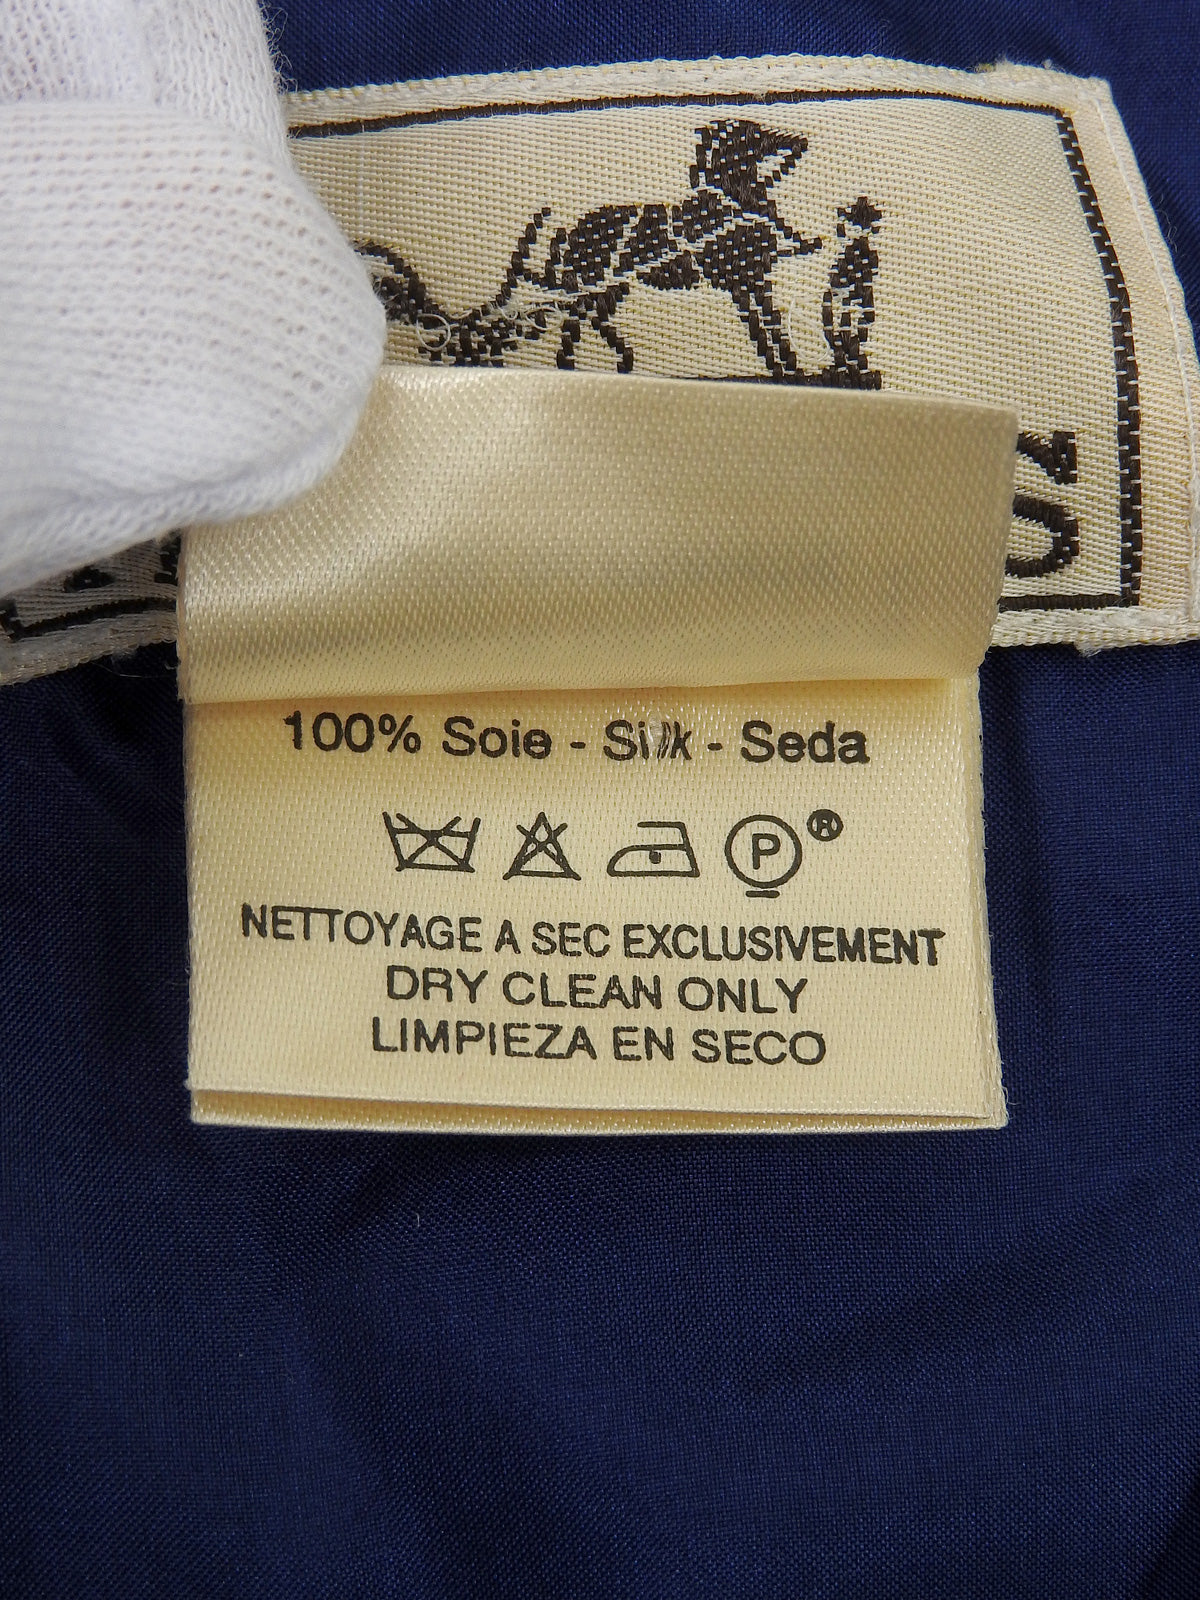 100% Soie - Silk - Seda
P ®
NETTOYAGE A SEC EXCLUSIVEMENT
DRY CLEAN ONLY
LIMPIEZA EN SECO